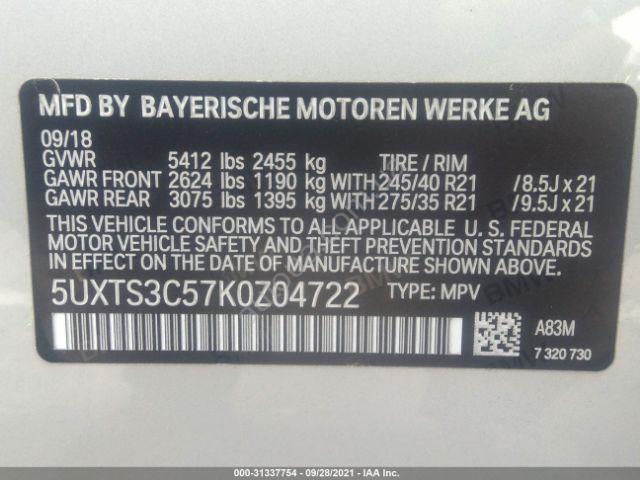 MFD BY BAYERISCHE MOTOREN WERKE AG
09/18
GVWR 5412 lbs 2455 kg TIRE / RIM
GAWR FRONT 2624 lbs 1190 kg WITH 245/40 R21 /8.5J x 21
GAWR REAR 3075 lbs 1395 kg WITH 275/35 R21 /9.5J x 21
THIS VEHICLE CONFORMS TO ALL APPLICABLE U. S. FEDERAL
MOTOR VEHICLE SAFETY AND THEFT PREVENTION STANDARDS
IN EFFECT ON THE DATE OF MANUFACTURE SHOWN ABOVE.
5UXTS3C57K0Z04722 TYPE: MPV
A83M
7 320 730
000-31337754 - 09/28/2021 - IAA Inc.